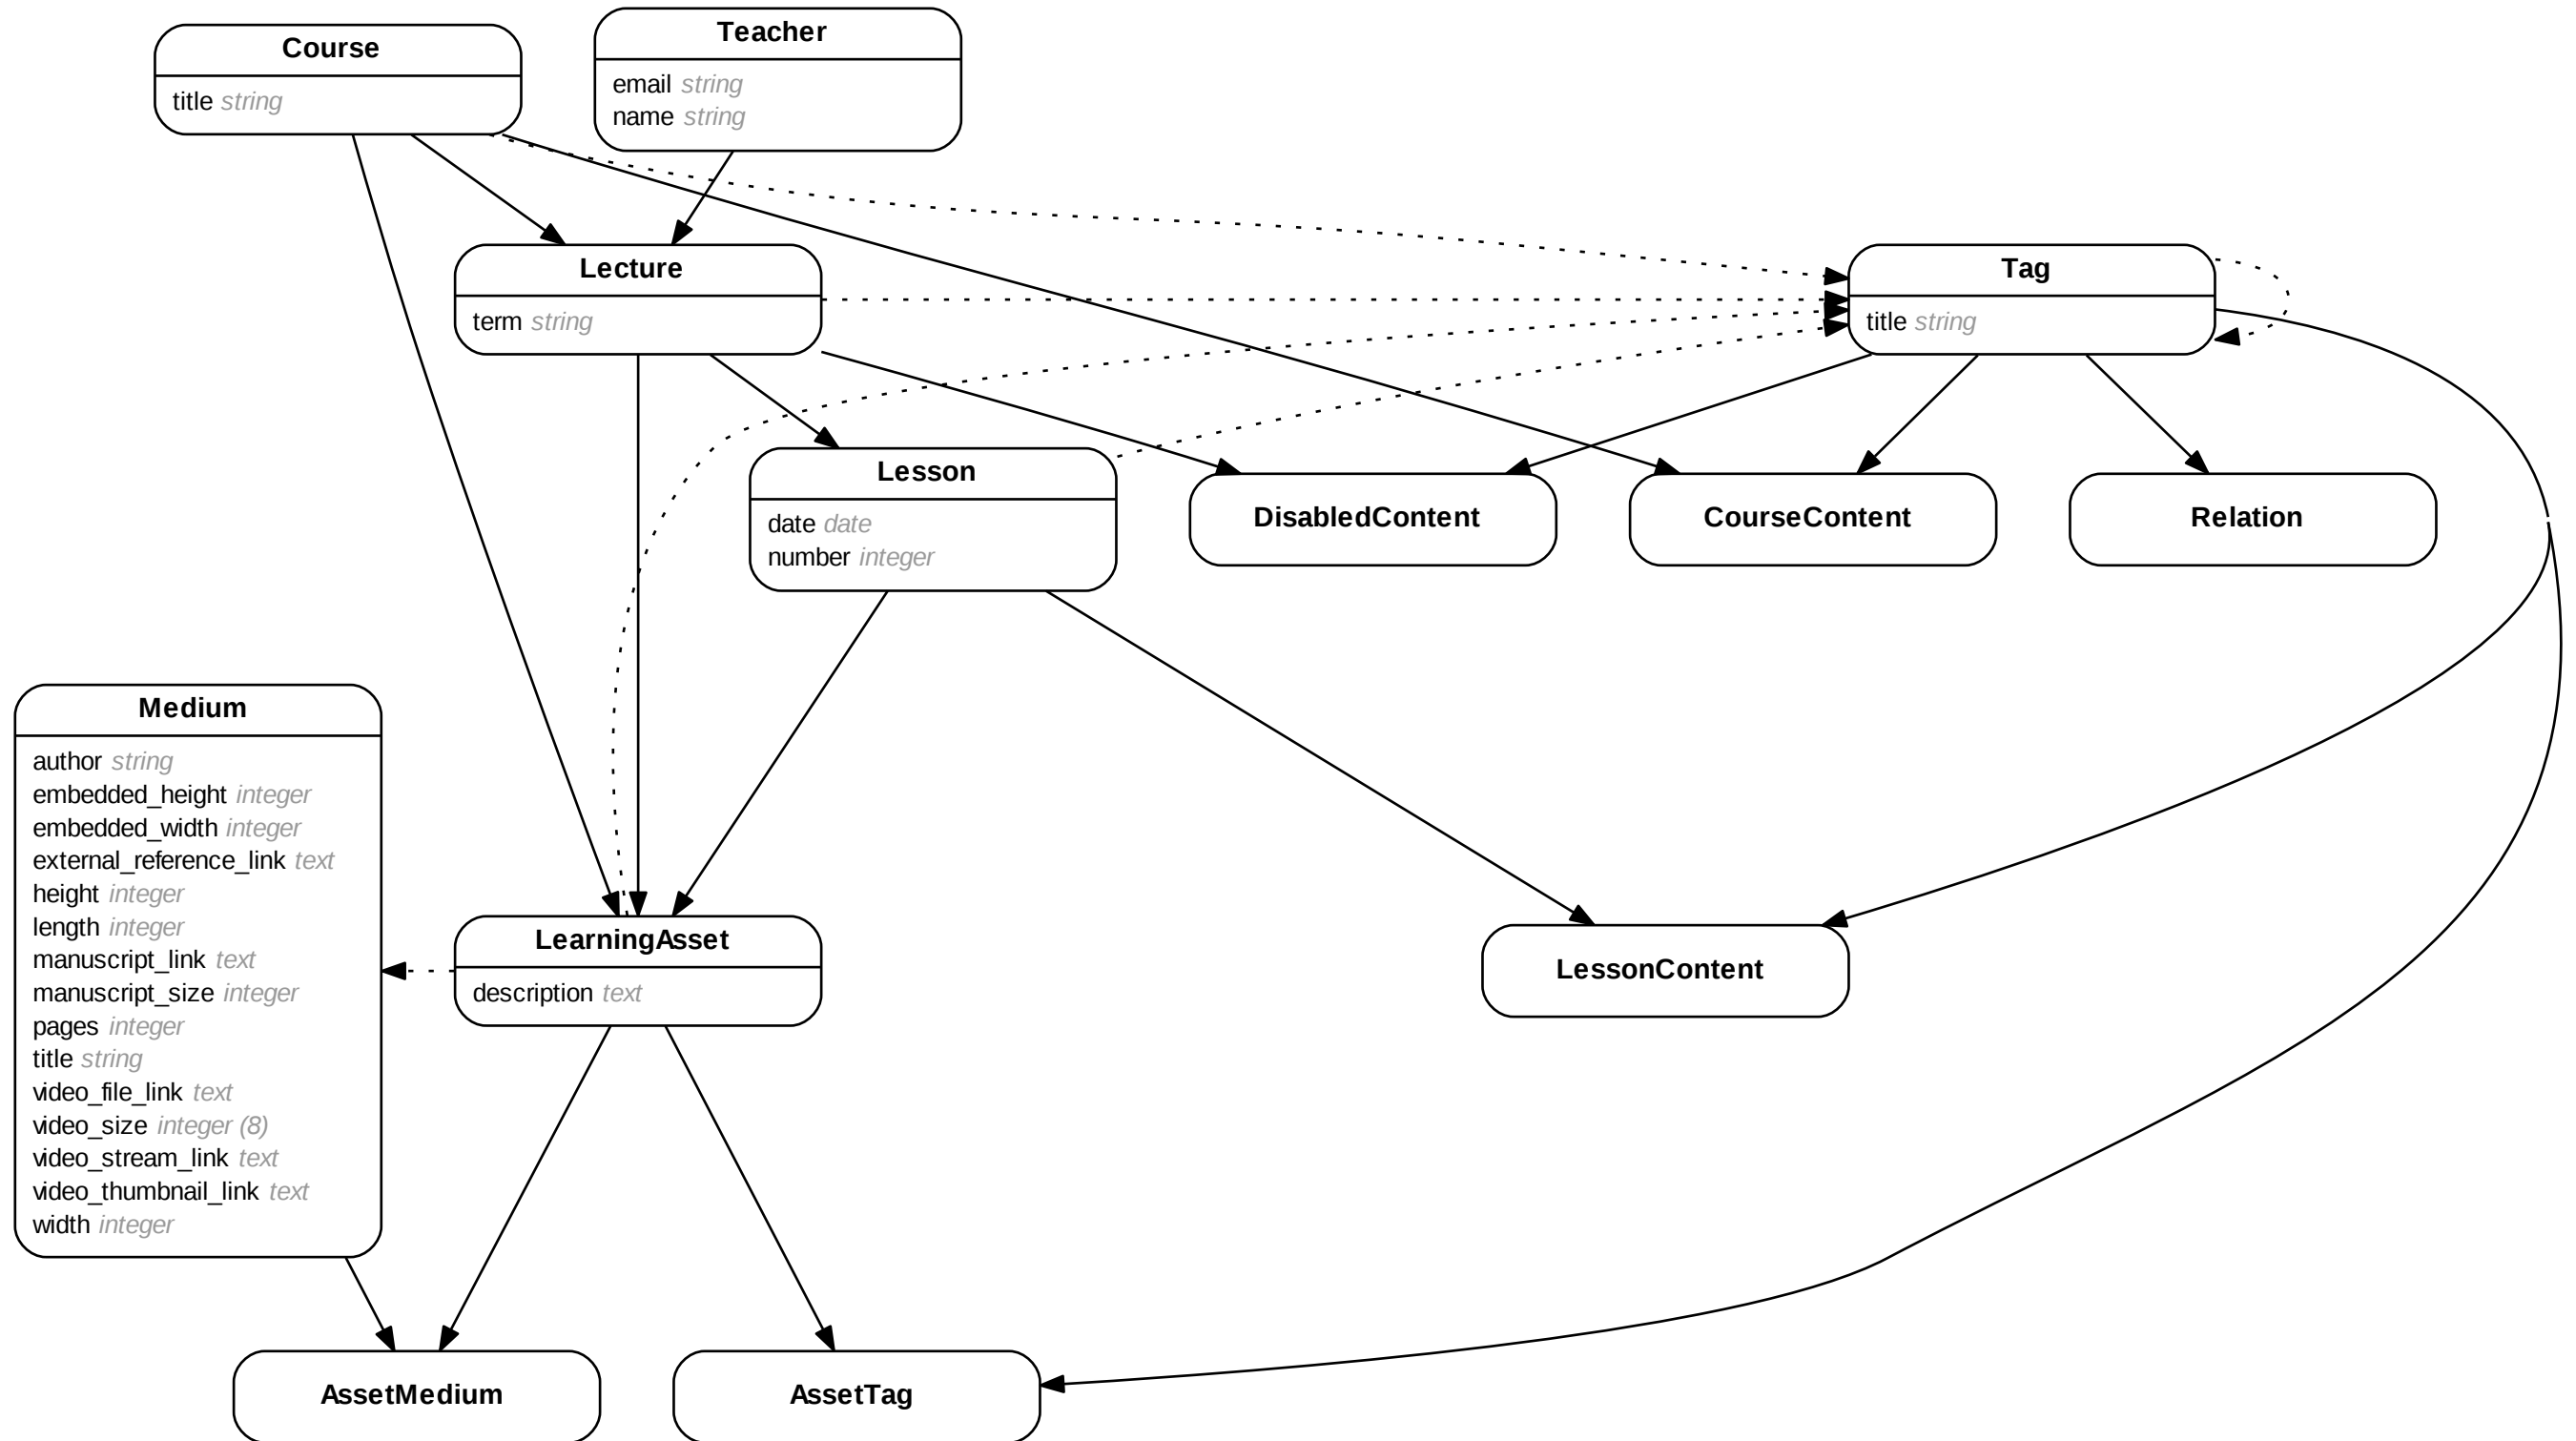 Course
title string
Teacher
email string
name string
Lecture
term string
Tag
title string
Lesson
date date
number integer
DisabledContent
CourseContent
Relation
Medium
author string
embedded_height integer
embedded_width integer
external_reference_link text
height integer
length integer
manuscript_link text
manuscript_size integer
pages integer
title string
video_file_link text
video_size integer (8)
video_stream_link text
video_thumbnail_link text
width integer
LearningAsset
description text
LessonContent
AssetMedium
AssetTag